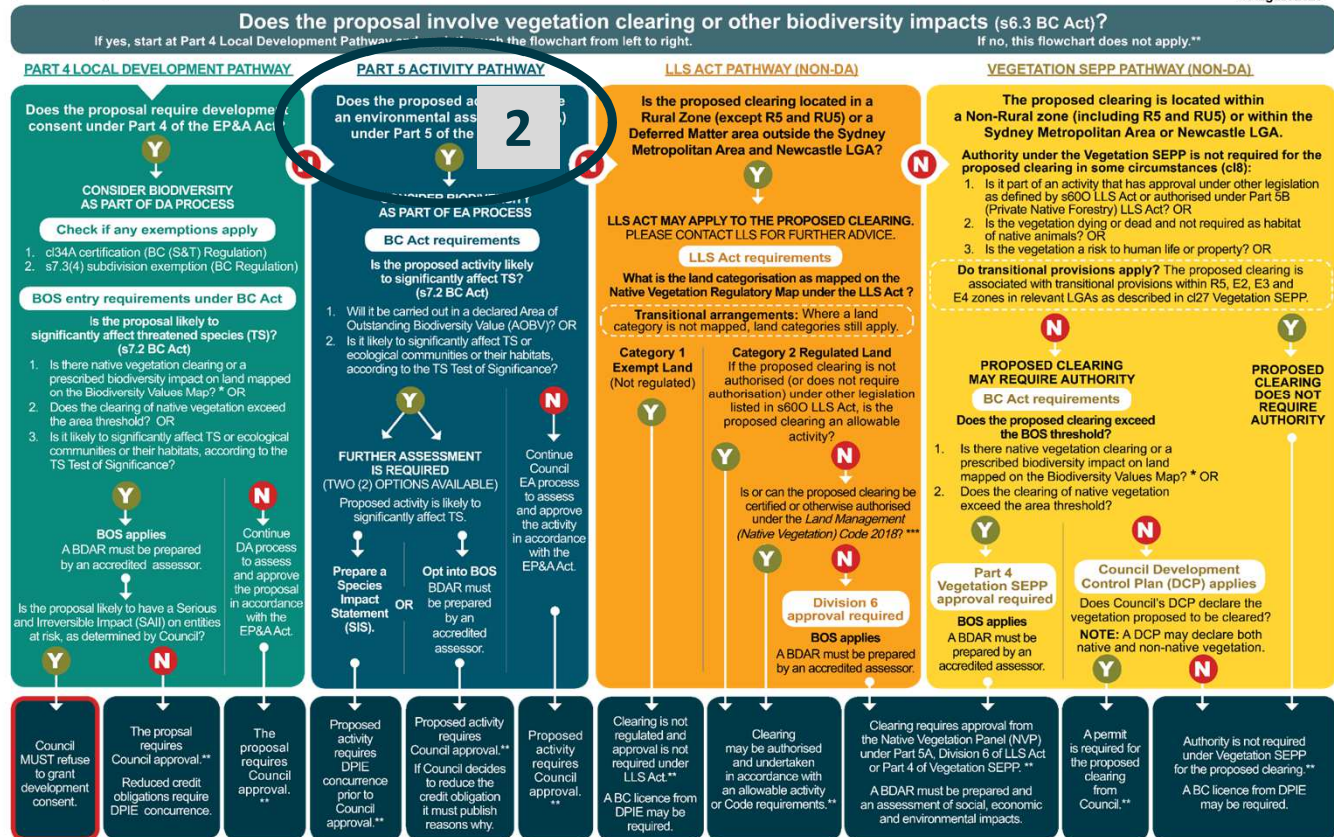 Does the proposal involve vegetation clearing or other biodiversity impacts (s6.3 BC Act)?
If yes, start at Part 4 Local Development Pathway and through the flowchart from left to right.
If no, this flowchart does not apply.**
PART 4 LOCAL DEVELOPMENT PATHWAY
Does the proposal require development
consent under Part 4 of the EP&A Act?
Y
N
CONSIDER BIODIVERSITY
AS PART OF DA PROCESS
Check if any exemptions apply
1. cl34A certification (BC (S&T) Regulation)
2. s7.3(4) subdivision exemption (BC Regulation)
BOS entry requirements under BC Act
Is the proposal likely to
significantly affect threatened species (TS)?
(s7.2 BC Act)
1. Is there native vegetation clearing or a
prescribed biodiversity impact on land mapped
on the Biodiversity Values Map? * OR
2. Does the clearing of native vegetation exceed
the area threshold? OR
3. Is it likely to significantly affect TS or ecological
communities or their habitats, according to the
TS Test of Significance?
Y
BOS applies
A BDAR must be prepared
by an accredited assessor.
Is the proposal likely to have a Serious
and Irreversible Impact (SAII) on entities
at risk, as determined by Council?
Y
N
N
Continue
DA process
to assess
and approve
the proposal
in accordance
with the
EP&A Act.
Council
MUST refuse
to grant
development
consent.
The propsal
requires
Council approval.**
Reduced credit
obligations require
DPIE concurrence.
The
proposal
requires
Council
approval.
**
PART 5 ACTIVITY PATHWAY
Does the proposed
an environmental
under Part 5 of the
2
Y
N
CONSIDER BIODIVERSITY
AS PART OF EA PROCESS
BC Act requirements
Is the proposed activity likely
to significantly affect TS?
(s7.2 BC Act)
1. Will it be carried out in a declared Area of
Outstanding Biodiversity Value (AOBV)? OR
2. Is it likely to significantly affect TS or
ecological communities or their habitats,
according to the TS Test of Significance?
Y
FURTHER ASSESSMENT
IS REQUIRED
(TWO (2) OPTIONS AVAILABLE)
Proposed activity is likely to
significantly affect TS.
Prepare a
Species
Impact
Statement
(SIS).
OR
Opt into BOS
BDAR must
be prepared
by an
accredited
assessor.
N
Continue
Council
EA process
to assess
and approve
the activity
in accordance
with the
EP&A Act.
Proposed
activity
requires
DPIE
concurrence
prior to
Council
approval.**
Proposed activity
requires
Council approval.**
If Council decides
to reduce the
credit obligation
it must publish
reasons why.
Proposed
activity
requires
Council
approval.
**
LLS ACT PATHWAY (NON-DA)
Is the proposed clearing located in a
Rural Zone (except R5 and RU5) or a
Deferred Matter area outside the Sydney
Metropolitan Area and Newcastle LGA?
Y
N
LLS ACT MAY APPLY TO THE PROPOSED CLEARING.
PLEASE CONTACT LLS FOR FURTHER ADVICE.
LLS Act requirements
What is the land categorisation as mapped on the
Native Vegetation Regulatory Map under the LLS Act ?
Transitional arrangements: Where a land
category is not mapped, land categories still apply.
Category 1
Exempt Land
(Not regulated)
Y
Category 2 Regulated Land
If the proposed clearing is not
authorised (or does not require
authorisation) under other legislation
listed in s60O LLS Act, is the
proposed clearing an allowable
activity?
Y
N
Is or can the proposed clearing be
certified or otherwise authorised
under the Land Management
(Native Vegetation) Code 2018? ***
Y
N
Division 6
approval required
BOS applies
A BDAR must be prepared
by an accredited assessor.
Clearing is not
regulated and
approval is not
required under
LLS Act.**
A BC licence from
DPIE may be
required.
Clearing
may be authorised
and undertaken
in accordance with
an allowable activity
or Code requirements.**
VEGETATION SEPP PATHWAY (NON-DA)
The proposed clearing is located within
a Non-Rural zone (including R5 and RU5) or within the
Sydney Metropolitan Area or Newcastle LGA.
Authority under the Vegetation SEPP is not required for the
proposed clearing in some circumstances (cl8):
1. Is it part of an activity that has approval under other legislation
as defined by s60O LLS Act or authorised under Part 5B
(Private Native Forestry) LLS Act? OR
2. Is the vegetation dying or dead and not required as habitat
of native animals? OR
3. Is the vegetation a risk to human life or property? OR
Do transitional provisions apply? The proposed clearing is
associated with transitional provisions within R5, E2, E3 and
E4 zones in relevant LGAs as described in cl27 Vegetation SEPP.
N
PROPOSED CLEARING
MAY REQUIRE AUTHORITY
BC Act requirements
Does the proposed clearing exceed
the BOS threshold?
1. Is there native vegetation clearing or a
prescribed biodiversity impact on land
mapped on the Biodiversity Values Map? * OR
2. Does the clearing of native vegetation
exceed the area threshold?
Y
Part 4
Vegetation SEPP
approval required
BOS applies
A BDAR must be
prepared by an
accredited assessor.
N
Council Development
Control Plan (DCP) applies
Does Council's DCP declare the
vegetation proposed to be cleared?
NOTE: A DCP may declare both
native and non-native vegetation.
Y
N
Y
PROPOSED
CLEARING
DOES NOT
REQUIRE
AUTHORITY
Clearing requires approval from
the Native Vegetation Panel (NVP)
under Part 5A, Division 6 of LLS Act
or Part 4 of Vegetation SEPP. **
A BDAR must be prepared and
an assessment of social, economic
and environmental impacts.
A permit
is required for
the proposed
clearing
from
Council.**
Authority is not required
under Vegetation SEPP
for the proposed clearing.**
A BC licence from DPIE
may be required.